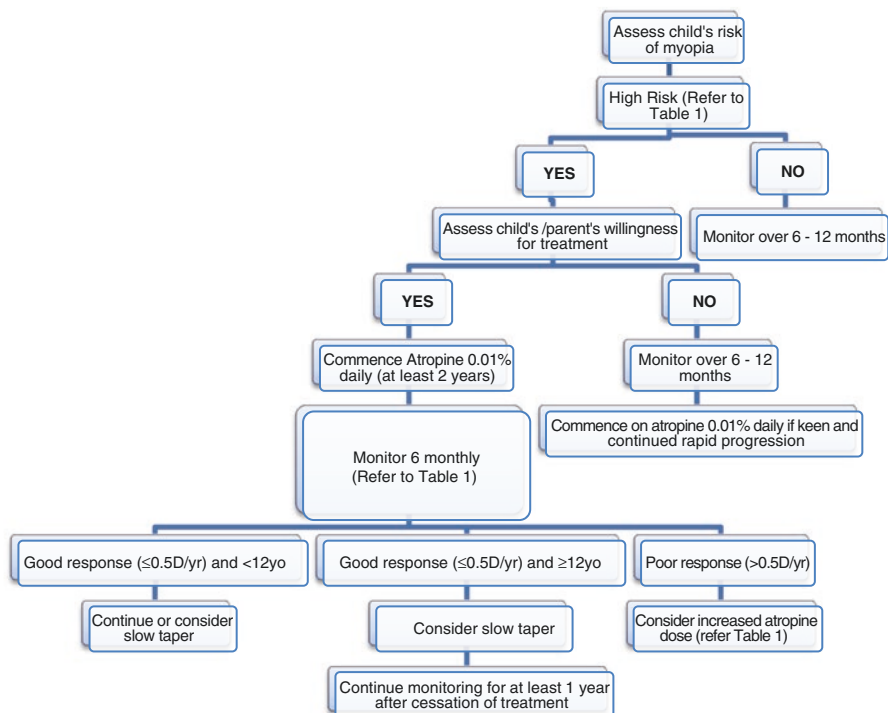 Assess child's risk
of myopia
High Risk (Refer to
Table 1)
YES
NO
Assess child's /parent's willingness
for treatment
Monitor over 6 - 12 months
YES
NO
Commence Atropine 0.01%
daily (at least 2 years)
Monitor over 6 - 12
months
Commence on atropine 0.01% daily if keen and
continued rapid progression
Monitor 6 monthly
(Refer to Table 1)
Good response (≤0.5D/yr) and <12yo
Good response (≤0.5D/yr) and ≥12yo
Poor response (>0.5D/yr)
Continue or consider
slow taper
Consider slow taper
Consider increased atropine
dose (refer Table 1)
Continue monitoring for at least 1 year
after cessation of treatment